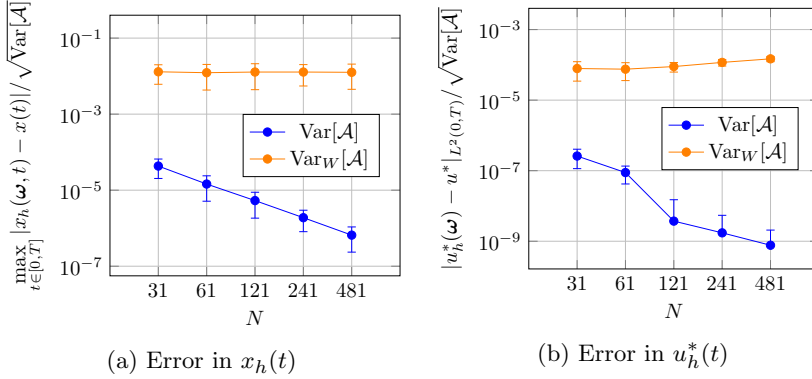 max t∈[0,T] |x_h(ω, t) − x(t)|/√Var[𝒜]
10⁻¹
10⁻³
10⁻⁵
10⁻⁷
Var[𝒜]
Var_W[𝒜]
31 61 121 241 481
N
(a) Error in x_h(t)
|u_h^*(ω) − u^*|_{L²(0,T)}/√Var[𝒜]
10⁻³
10⁻⁵
10⁻⁷
10⁻⁹
Var[𝒜]
Var_W[𝒜]
31 61 121 241 481
N
(b) Error in u_h^*(t)